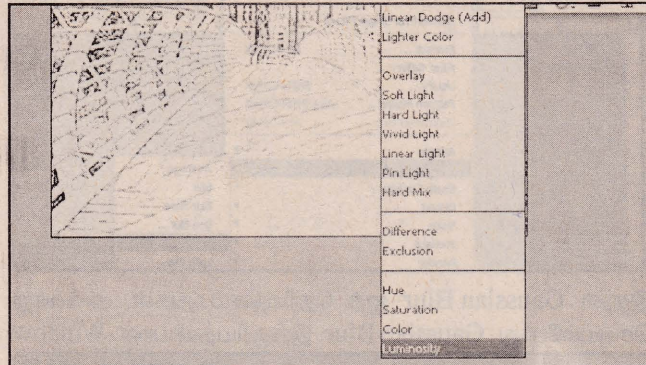 Linear Dodge (Add)
Lighter Color
Overlay
Soft Light
Hard Light
Vivid Light
Linear Light
Pin Light
Hard Mix
Difference
Exclusion
Hue
Saturation
Color
Luminosity